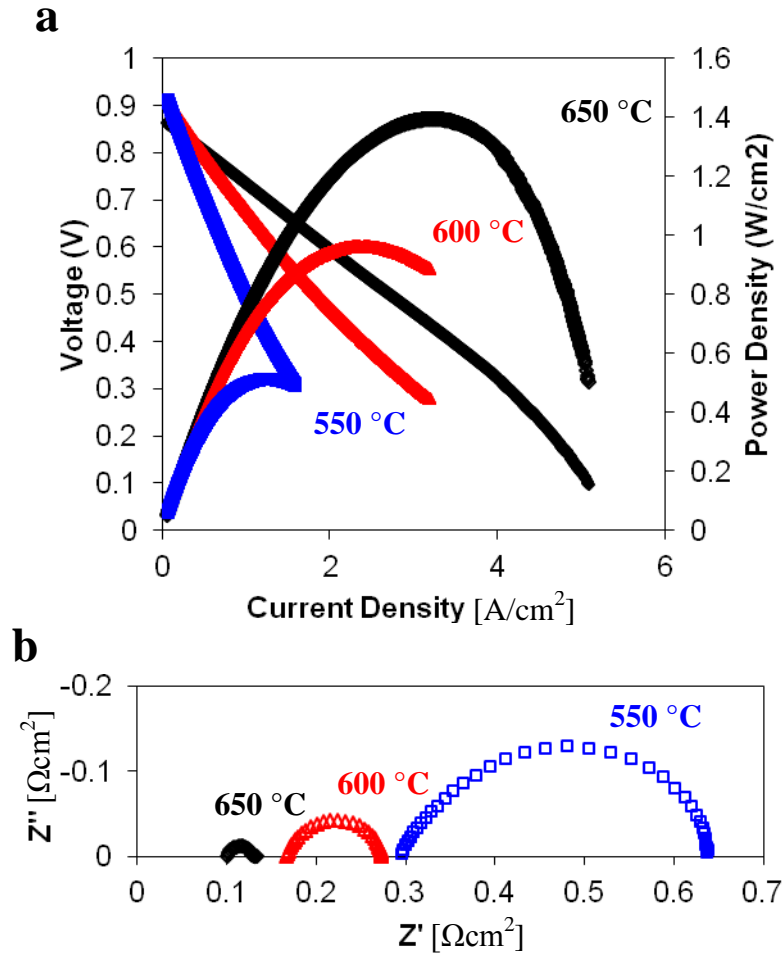 a
1
0.9
0.8
0.7
0.6
0.5
0.4
0.3
0.2
0.1
0
Voltage (V)
1.6
1.4
1.2
1
0.8
0.6
0.4
0.2
0
Power Density (W/cm2)
650 °C
600 °C
550 °C
0 2 4 6
Current Density [A/cm²]
b
-0.2
-0.1
0
Z'' [Ωcm²]
550 °C
600 °C
650 °C
0 0.1 0.2 0.3 0.4 0.5 0.6 0.7
Z' [Ωcm²]